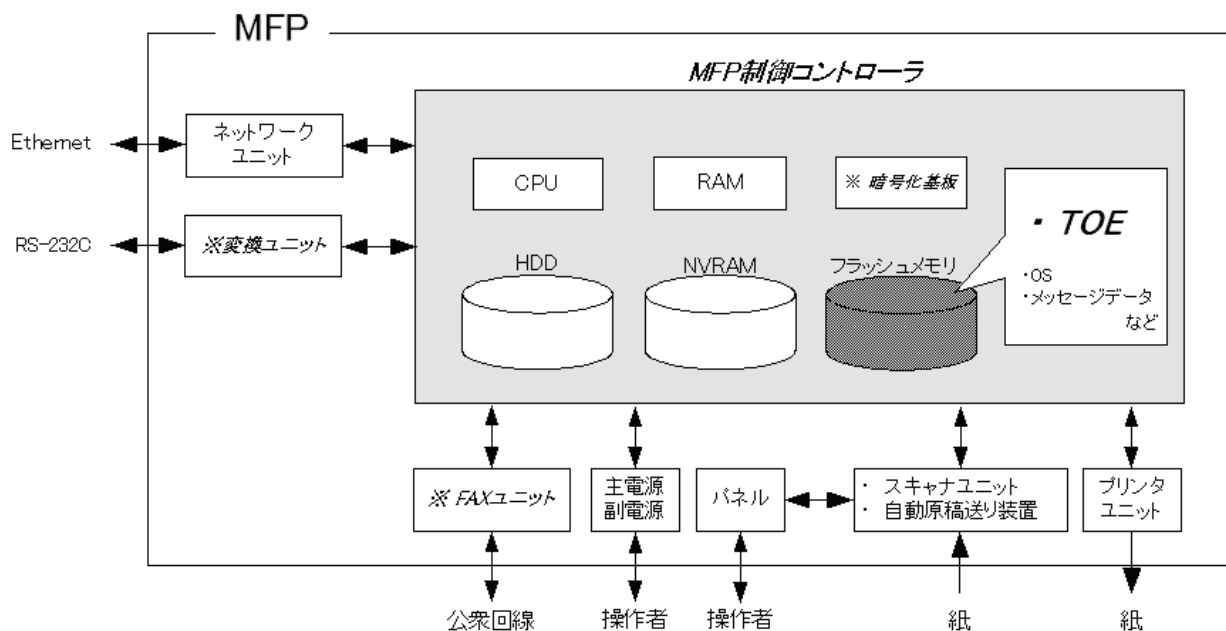 MFP
MFP制御コントローラ
Ethernet
ネットワーク
ユニット
CPU
RAM
※ 暗号化基板
・ TOE
・OS
・メッセージデータ
など
RS-232C
※変換ユニット
HDD
NVRAM
フラッシュメモリ
※ FAXユニット
主電源
副電源
パネル
・ スキャナユニット
・ 自動原稿送り装置
プリンタ
ユニット
公衆回線
操作者
操作者
紙
紙